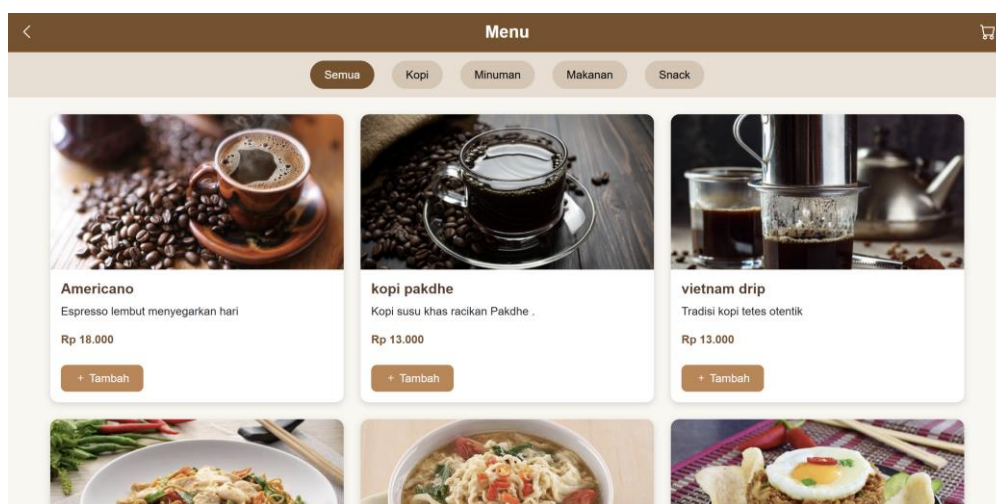 Menu
Semua Kopi Minuman Makanan Snack
Americano
Espresso lembut menyegarkan hari
Rp 18.000
+ Tambah
kopi pakdhe
Kopi susu khas racikan Pakdhe .
Rp 13.000
+ Tambah
vietnam drip
Tradisi kopi tetes otentik
Rp 13.000
+ Tambah